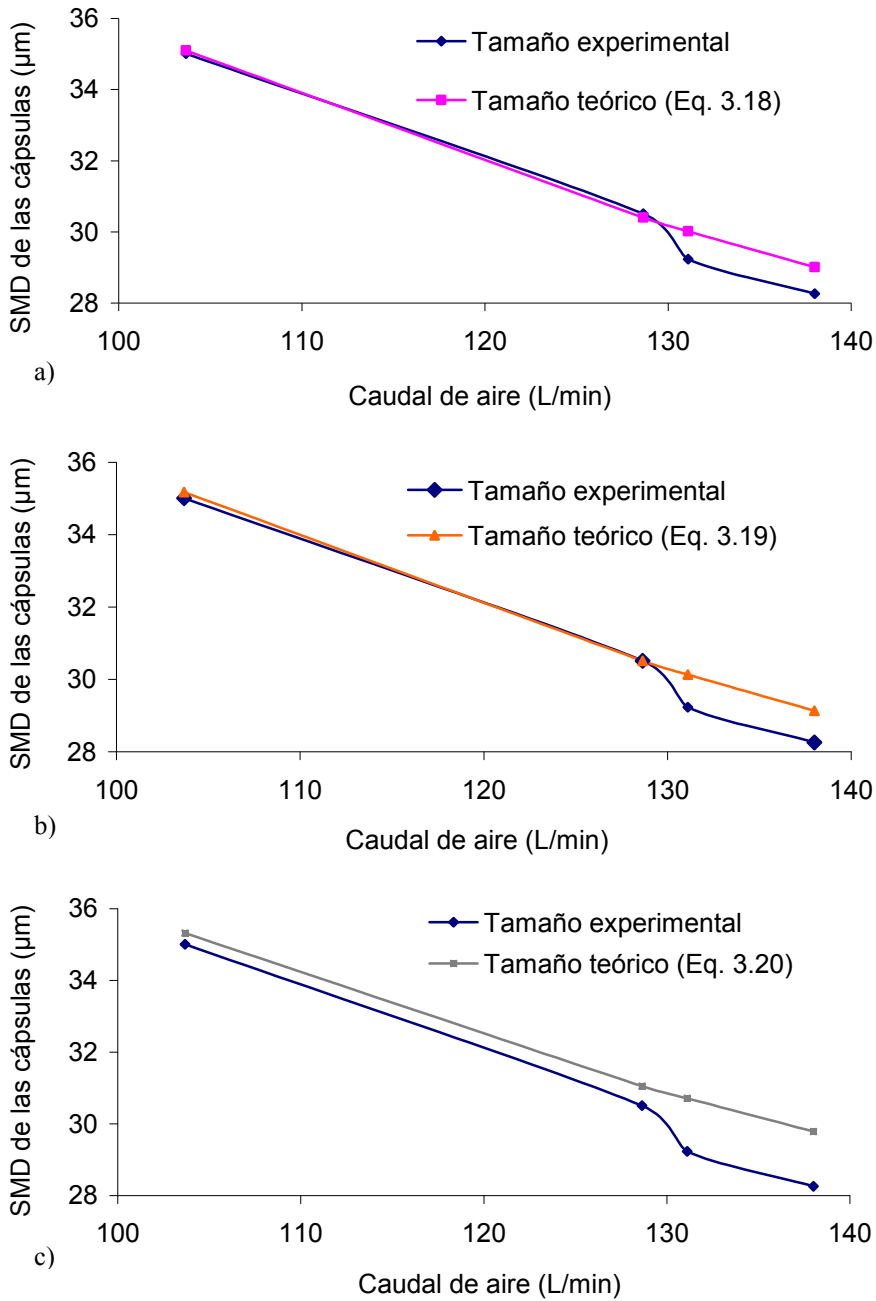 36
34
32
30
28
SMD de las cápsulas (µm)
Tamaño experimental
Tamaño teórico (Eq. 3.18)
100 110 120 130 140
a)
Caudal de aire (L/min)
36
34
32
30
28
SMD de las cápsulas (µm)
Tamaño experimental
Tamaño teórico (Eq. 3.19)
100 110 120 130 140
b)
Caudal de aire (L/min)
36
34
32
30
28
SMD de las cápsulas (µm)
Tamaño experimental
Tamaño teórico (Eq. 3.20)
100 110 120 130 140
c)
Caudal de aire (L/min)